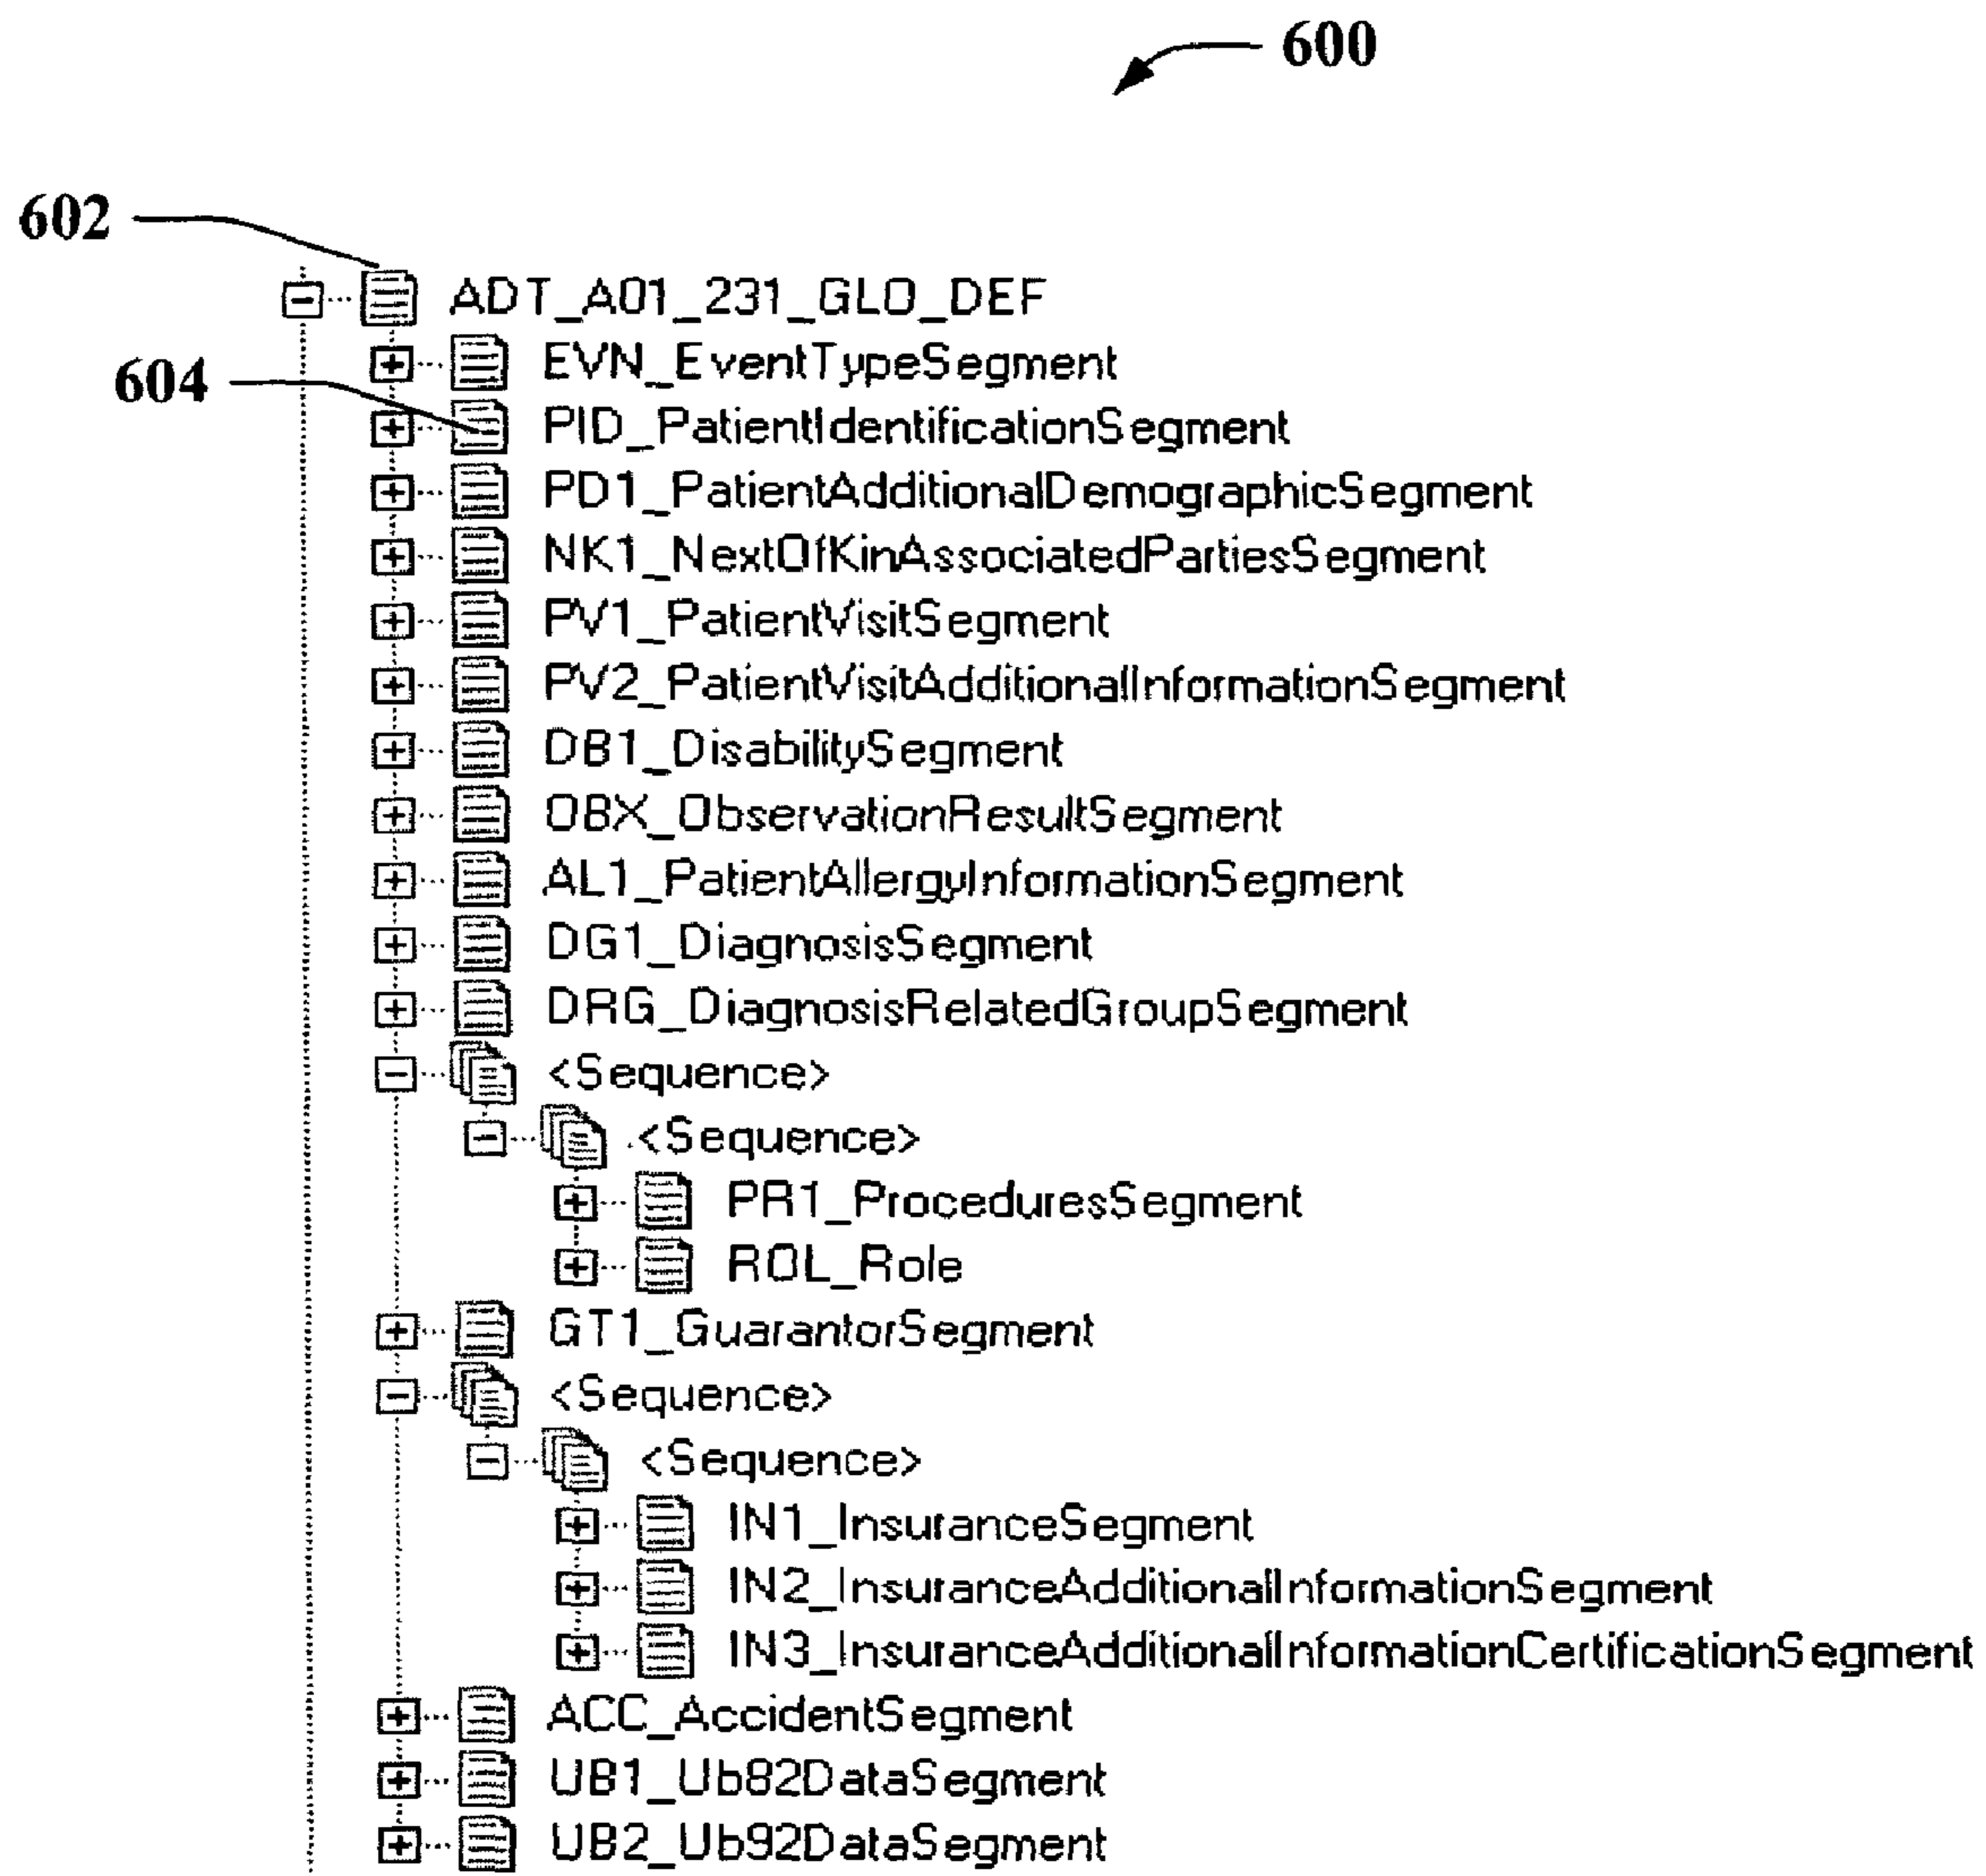 600
602
ADT_A01_231_GLO_DEF
EVN_EventTypeSegment
604
PID_PatientIdentificationSegment
PD1_PatientAdditionalDemographicSegment
NK1_NextOfKinAssociatedPartiesSegment
PV1_PatientVisitSegment
PV2_PatientVisitAdditionalInformationSegment
DB1_DisabilitySegment
OBX_ObservationResultSegment
AL1_PatientAllergyInformationSegment
DG1_DiagnosisSegment
DRG_DiagnosisRelatedGroupSegment
<Sequence>
<Sequence>
PR1_ProceduresSegment
ROL_Role
GT1_GuarantorSegment
<Sequence>
<Sequence>
IN1_InsuranceSegment
IN2_InsuranceAdditionalInformationSegment
IN3_InsuranceAdditionalInformationCertificationSegment
ACC_AccidentSegment
UB1_Ub82DataSegment
UB2_Ub92DataSegment